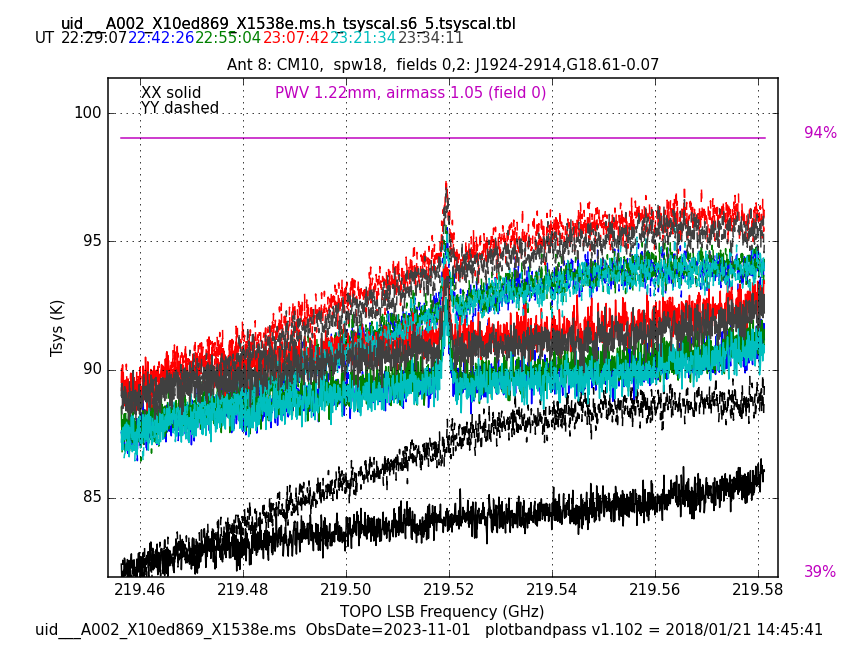 uid___A002_X10ed869_X1538e.ms.h_tsyscal.s6_5.tsyscal.tbl
UT 22:29:07 22:42:26 22:55:04 23:07:42 23:21:34 23:34:11
Ant 8: CM10,  spw18,  fields 0,2: J1924-2914,G18.61-0.07
XX solid
PWV 1.22mm, airmass 1.05 (field 0)
YY dashed
100
94%
95
90
85
Tsys (K)
39%
219.46 219.48 219.50 219.52 219.54 219.56 219.58
TOPO LSB Frequency (GHz)
uid___A002_X10ed869_X1538e.ms  ObsDate=2023-11-01   plotbandpass v1.102 = 2018/01/21 14:45:41